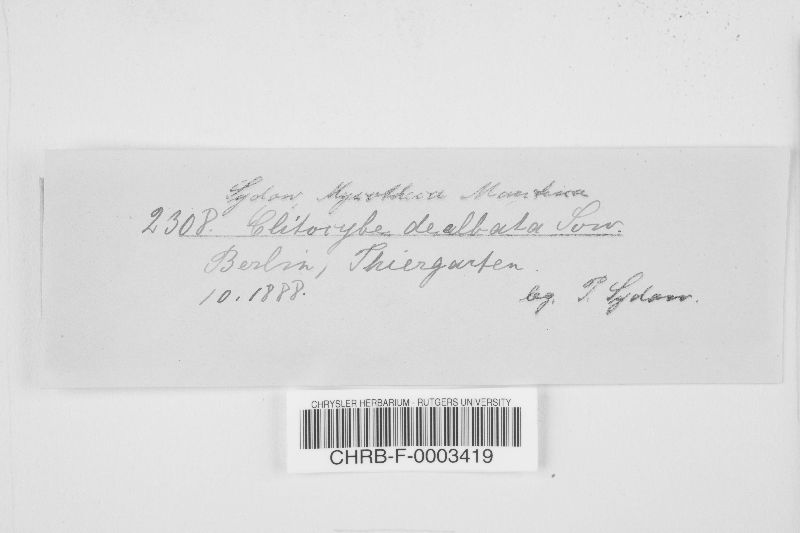 Sydow, Mycotheca Marchica
2308. Clitocybe dealbata Sow.
Berlin, Thiergarten.
10.1888.
leg. P. Sydow.
CHRYSLER HERBARIUM - RUTGERS UNIVERSITY
CHRB-F-0003419